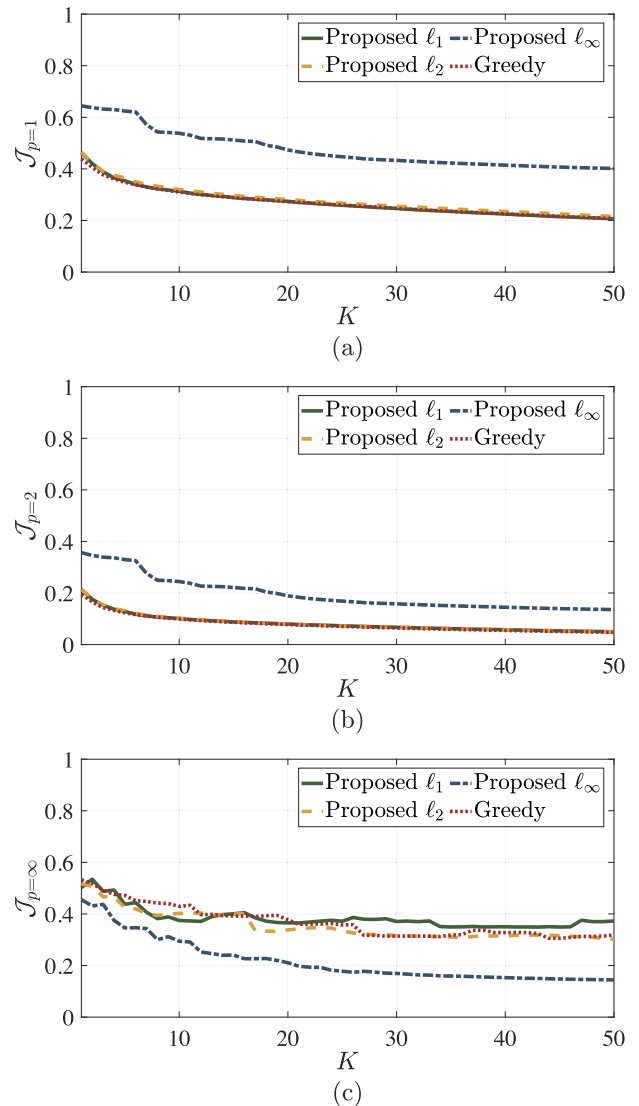 1
Proposed ℓ₁ Proposed ℓ∞
Proposed ℓ₂ Greedy
0.8
0.6
𝒥ₚ₌₁
0.4
0.2
0
10 20 30 40 50
K
(a)
1
Proposed ℓ₁ Proposed ℓ∞
Proposed ℓ₂ Greedy
0.8
0.6
𝒥ₚ₌₂
0.4
0.2
0
10 20 30 40 50
K
(b)
1
Proposed ℓ₁ Proposed ℓ∞
Proposed ℓ₂ Greedy
0.8
0.6
𝒥ₚ₌∞
0.4
0.2
0
10 20 30 40 50
K
(c)